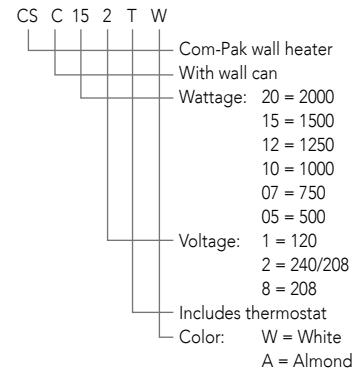 CS C 15 2 T W
Com-Pak wall heater
With wall can
Wattage: 20 = 2000
15 = 1500
12 = 1250
10 = 1000
07 = 750
05 = 500
Voltage: 1 = 120
2 = 240/208
8 = 208
Includes thermostat
Color: W = White
A = Almond